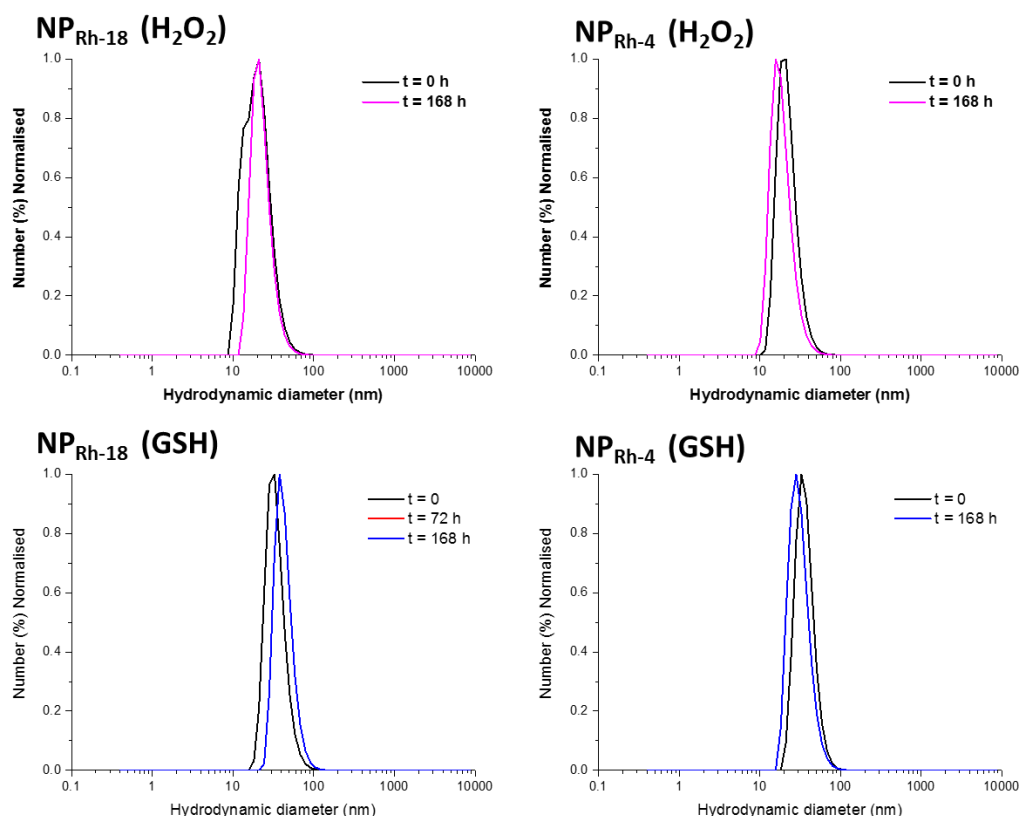 NP_Rh-18 (H₂O₂)
t = 0 h
t = 168 h
Number (%) Normalised
1.0
0.8
0.6
0.4
0.2
0.0
0.1 1 10 100 1000 10000
Hydrodynamic diameter (nm)
NP_Rh-4 (H₂O₂)
t = 0 h
t = 168 h
Number (%) Normalised
1.0
0.8
0.6
0.4
0.2
0.0
0.1 1 10 100 1000 10000
Hydrodynamic diameter (nm)
NP_Rh-18 (GSH)
t = 0
t = 72 h
t = 168 h
Number (%) Normalised
1.0
0.8
0.6
0.4
0.2
0.0
0.1 1 10 100 1000 10000
Hydrodynamic diameter (nm)
NP_Rh-4 (GSH)
t = 0
t = 168 h
Number (%) Normalised
1.0
0.8
0.6
0.4
0.2
0.0
0.1 1 10 100 1000 10000
Hydrodynamic diameter (nm)